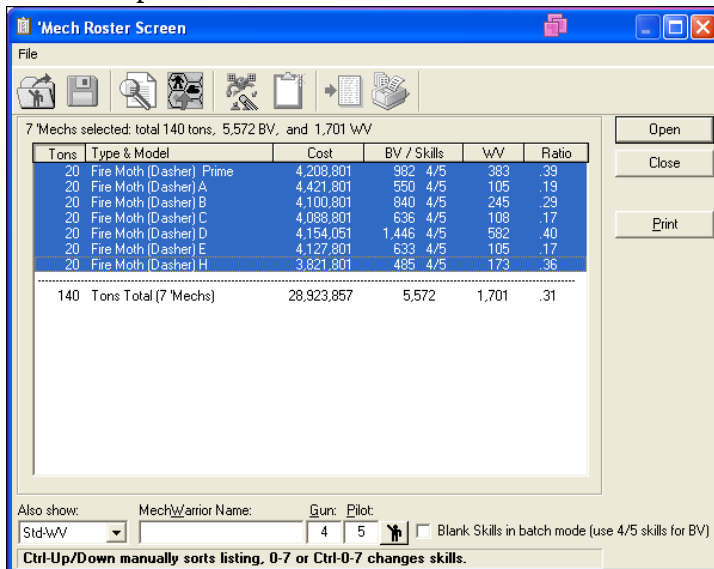 'Mech Roster Screen
File
7 'Mechs selected: total 140 tons, 5,572 BV, and 1,701 WV
Open
Close
Print
Tons Type & Model Cost BV / Skills WV Ratio
20 Fire Moth (Dasher) Prime 4,208,801 982 4/5 383 .39
20 Fire Moth (Dasher) A 4,421,801 550 4/5 105 .19
20 Fire Moth (Dasher) B 4,100,801 840 4/5 245 .29
20 Fire Moth (Dasher) C 4,088,801 636 4/5 108 .17
20 Fire Moth (Dasher) D 4,154,051 1,446 4/5 582 .40
20 Fire Moth (Dasher) E 4,127,801 633 4/5 105 .17
20 Fire Moth (Dasher) H 3,821,801 485 4/5 173 .36
140 Tons Total (7 'Mechs) 28,923,857 5,572 1,701 .31
Also show: MechWarrior Name: Gun: Pilot:
Std-WV 4 5 Blank Skills in batch mode (use 4/5 skills for BV)
Ctrl-Up/Down manually sorts listing, 0-7 or Ctrl-0-7 changes skills.